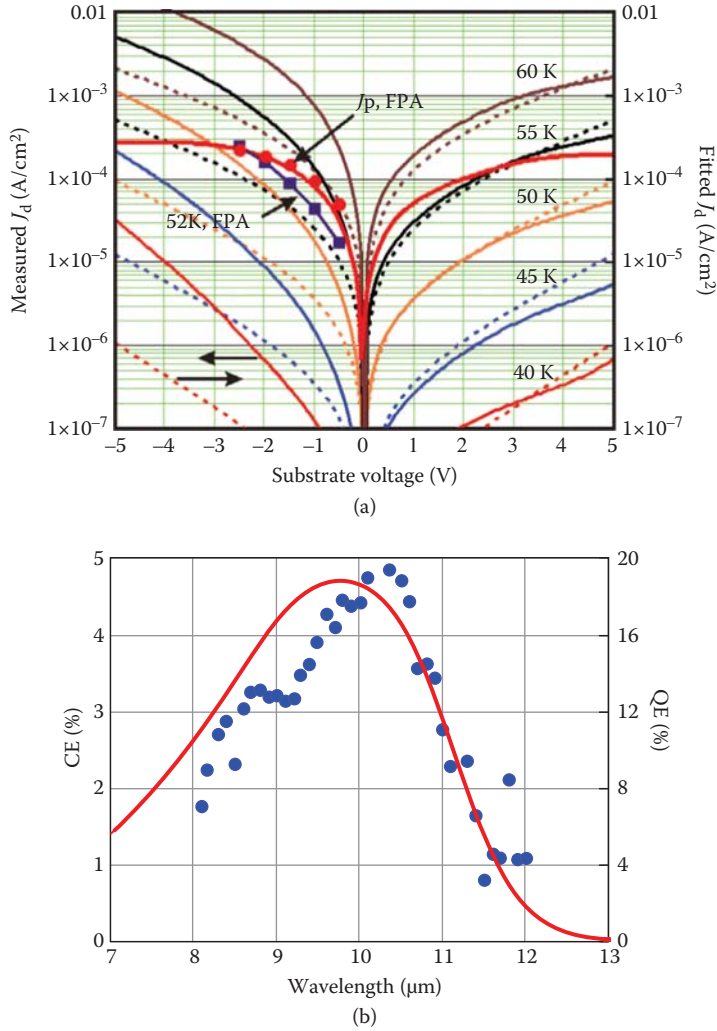 0.01
1×10⁻³
1×10⁻⁴
1×10⁻⁵
1×10⁻⁶
1×10⁻⁷
Measured Jd (A/cm²)
0.01
1×10⁻³
1×10⁻⁴
1×10⁻⁵
1×10⁻⁶
1×10⁻⁷
Fitted Jd (A/cm²)
60 K
Jp, FPA
55 K
50 K
52K, FPA
45 K
40 K
–5 –4 –3 –2 –1 0 1 2 3 4 5
Substrate voltage (V)
(a)
5
4
3
2
1
0
CE (%)
20
16
12
8
4
0
QE (%)
7 8 9 10 11 12 13
Wavelength (µm)
(b)